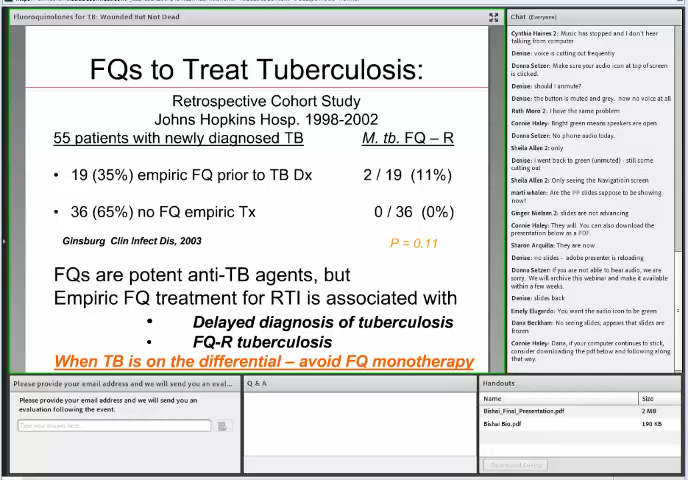 Fluoroquinolones for TB: Wounded But Not Dead
FQs to Treat Tuberculosis:
Retrospective Cohort Study
Johns Hopkins Hosp. 1998-2002
55 patients with newly diagnosed TB M. tb. FQ – R
• 19 (35%) empiric FQ prior to TB Dx 2 / 19 (11%)
• 36 (65%) no FQ empiric Tx 0 / 36 (0%)
Ginsburg Clin Infect Dis, 2003
P = 0.11
FQs are potent anti-TB agents, but
Empiric FQ treatment for RTI is associated with
• Delayed diagnosis of tuberculosis
• FQ-R tuberculosis
When TB is on the differential – avoid FQ monotherapy
Chat (Everyone)
Cynthia Haines 2: Music has stopped and I don't hear
talking from computer
Denise: voice is cutting out frequently
Donna Setzer: Make sure your audio icon at top of screen
is clicked.
Denise: should I unmute?
Denise: the button is muted and grey. now no voice at all
Ruth Moro 2: I have the same problem
Connie Haley: Bright green means speakers are open
Donna Setzer: No phone audio today.
Sheila Allen 2: only
Denise: I went back to green (unmuted) - still some
cutting out
Sheila Allen 2: Only seeing the Navigation screen
marti whalen: Are the PP slides suppose to be showing
now?
Ginger Nielsen 2: slides are not advancing
Connie Haley: They will. You can also download the
presentation below as a PDF.
Sharon Arquilla: They are now
Denise: no slides - adobe presenter is reloading
Donna Setzer: If you are not able to hear audio, we are
sorry. We will archive this webinar and make it available
within a few weeks.
Denise: slides back
Emely Elugardo: You want the audio icon to be green
Dana Beckham: No seeing slides; appears that slides are
frozen
Connie Haley: Dana, if your computer continues to stick,
consider downloading the pdf below and following along
that way.
Please provide your email address and we will send you an eval...
Please provide your email address and we will send you an
evaluation following the event.
Q & A
Handouts
Name Size
Bishai_Final_Presentation.pdf 2 MB
Bishai Bio.pdf 190 KB